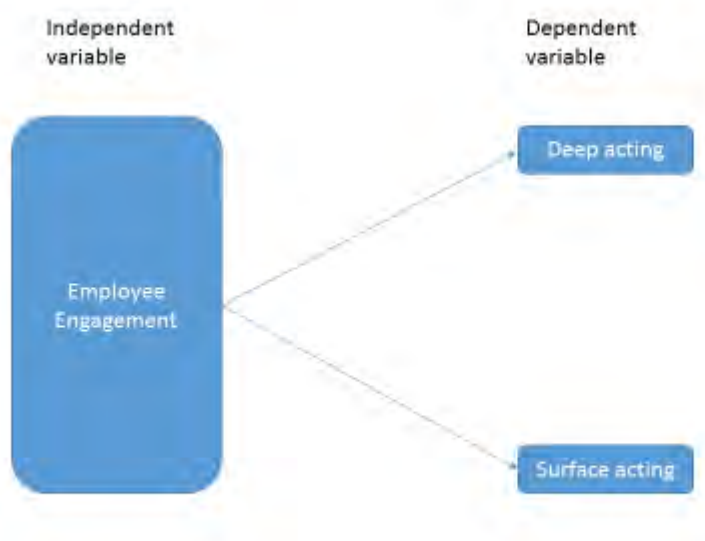 Independent
variable
Dependent
variable
Deep acting
Employee
Engagement
Surface acting